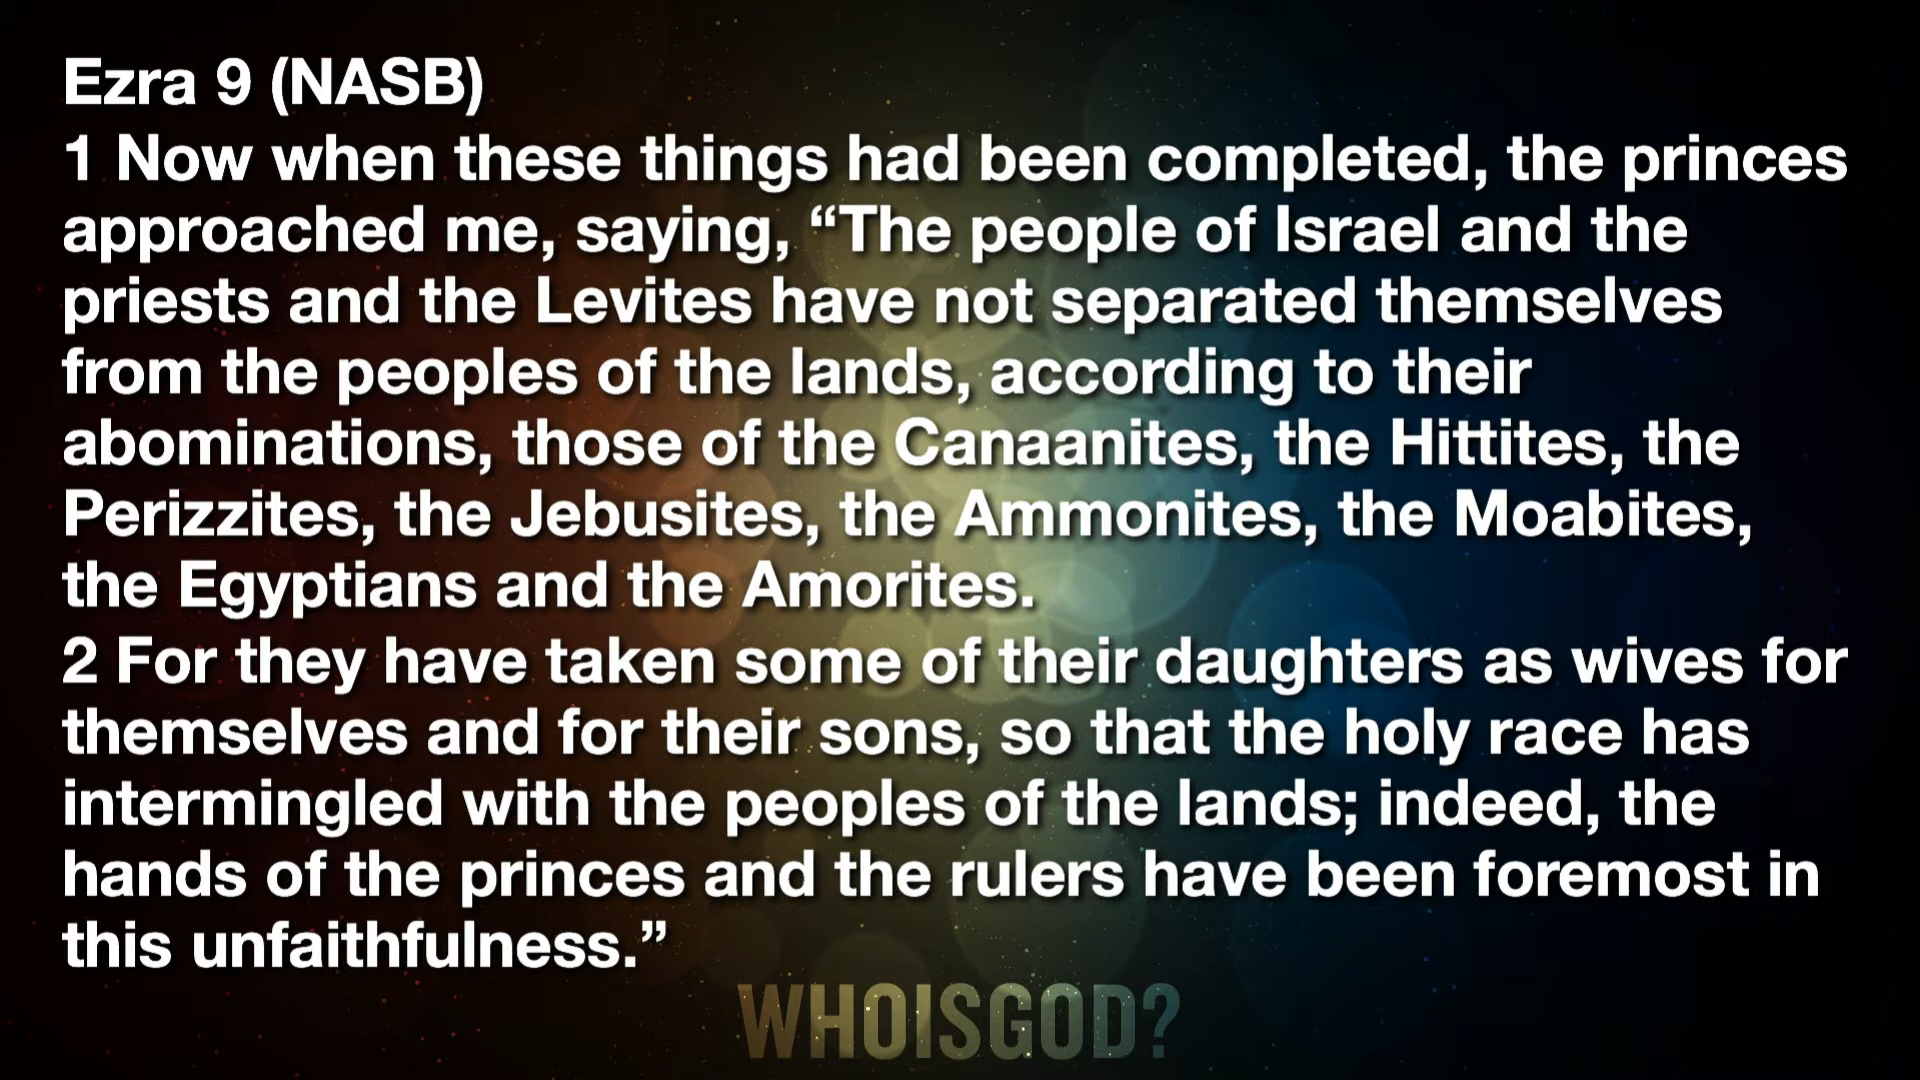 Ezra 9 (NASB)
1 Now when these things had been completed, the princes
approached me, saying, “The people of Israel and the
priests and the Levites have not separated themselves
from the peoples of the lands, according to their
abominations, those of the Canaanites, the Hittites, the
Perizzites, the Jebusites, the Ammonites, the Moabites,
the Egyptians and the Amorites.
2 For they have taken some of their daughters as wives for
themselves and for their sons, so that the holy race has
intermingled with the peoples of the lands; indeed, the
hands of the princes and the rulers have been foremost in
this unfaithfulness.”
WHOISGOD?